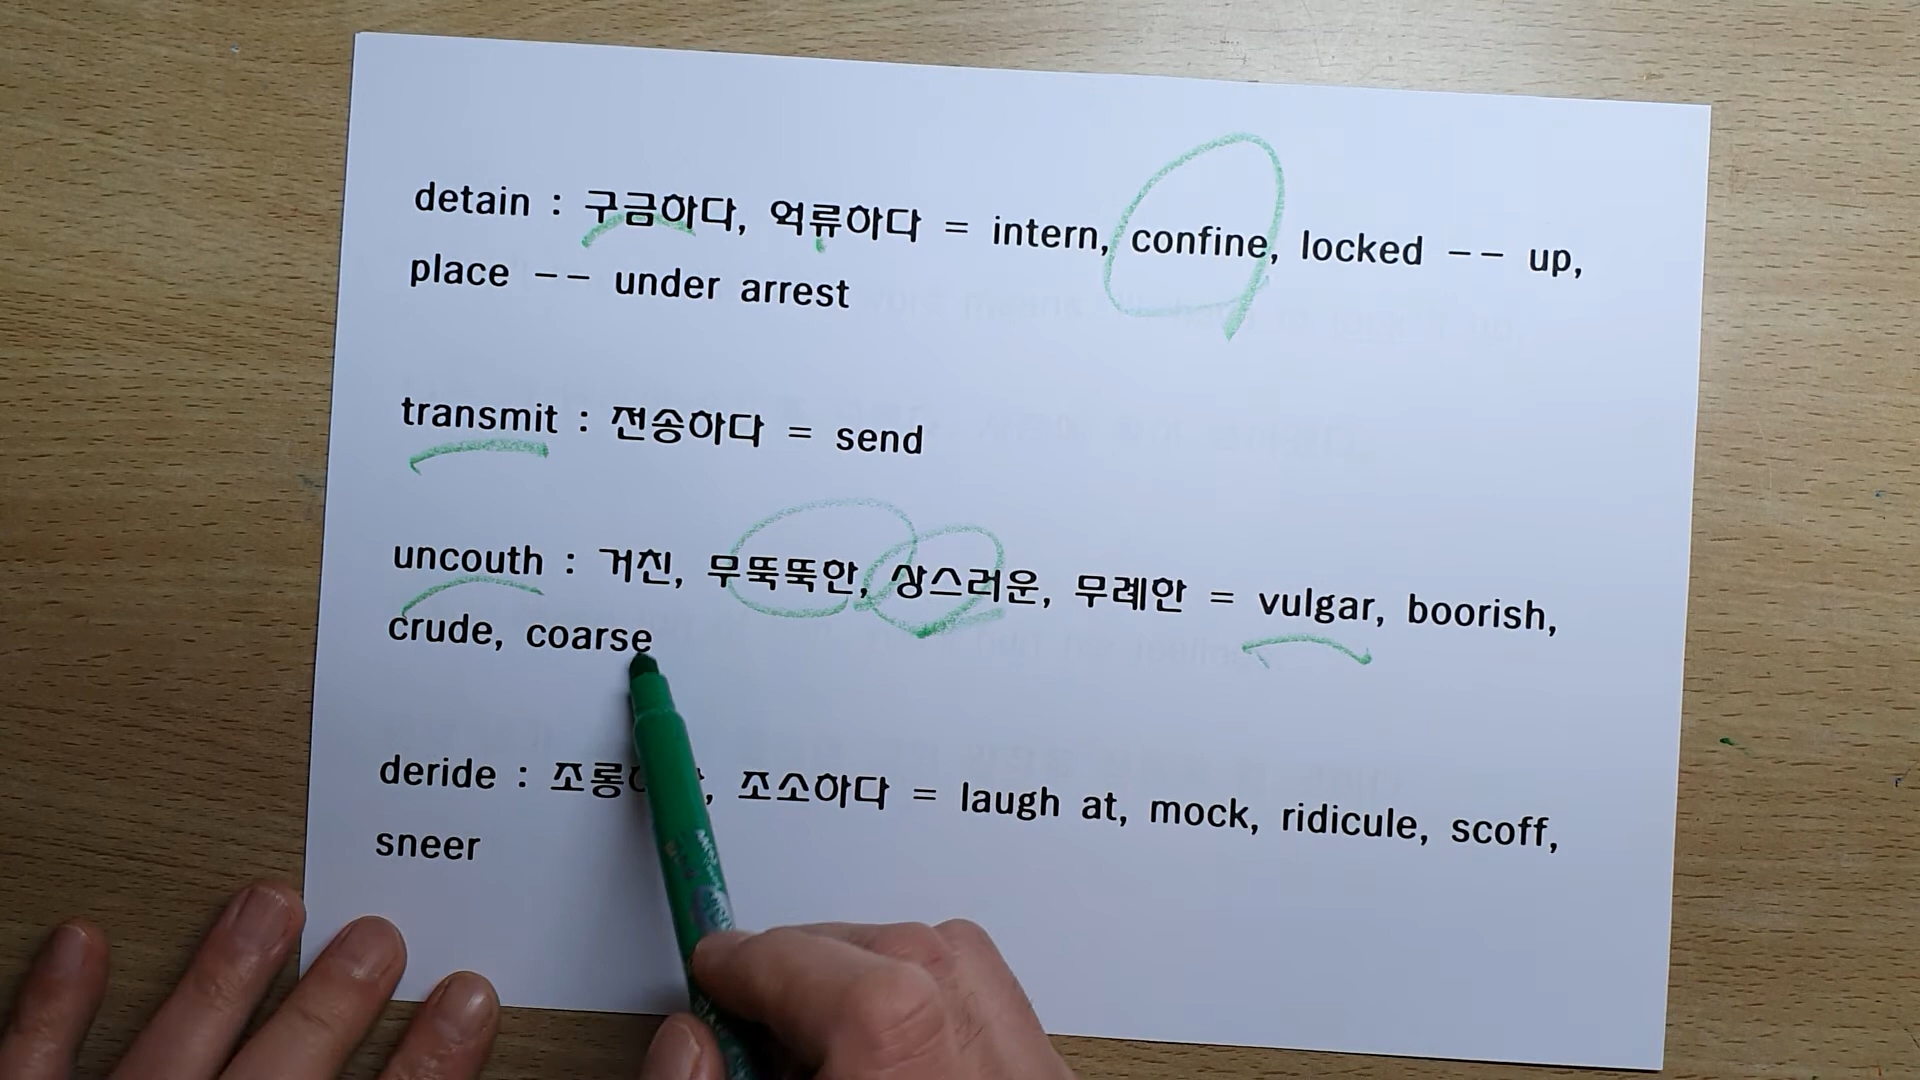 detain : 구금하다, 억류하다 = intern, confine, locked -- up,
place -- under arrest
transmit : 전송하다 = send
uncouth : 거친, 무뚝뚝한, 상스러운, 무례한 = vulgar, boorish,
crude, coarse
deride : 조소하다 = laugh at, mock, ridicule, scoff,
sneer